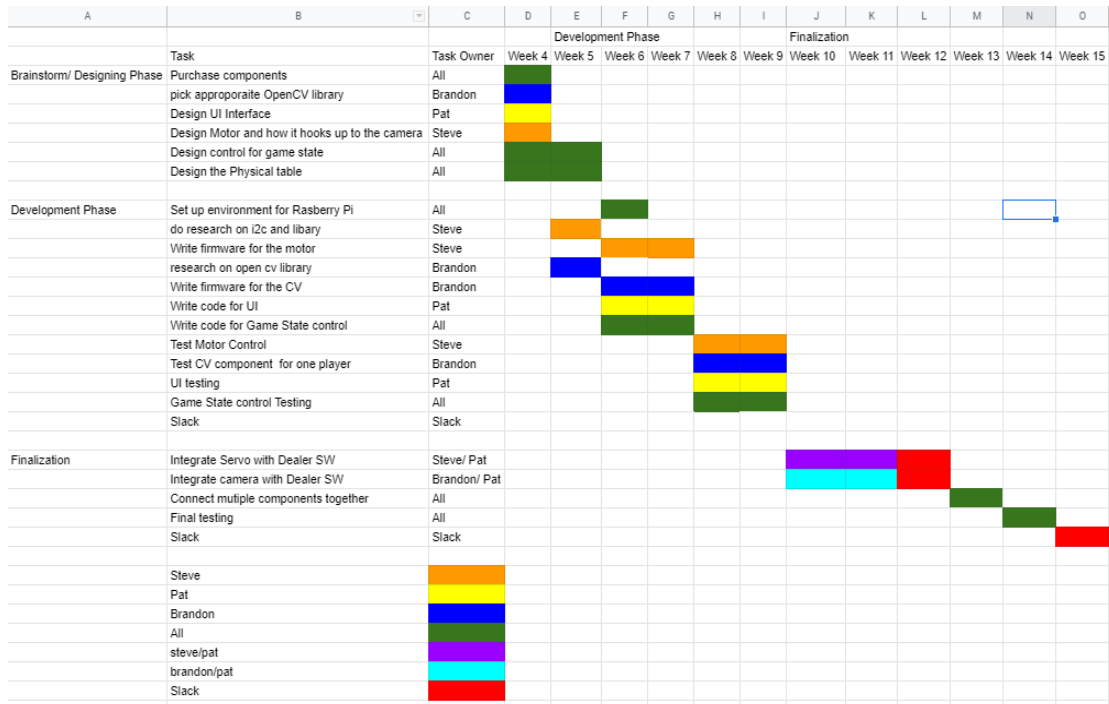 A B C D E F G H I J K L M N O
Development Phase Finalization
Task Task Owner Week 4 Week 5 Week 6 Week 7 Week 8 Week 9 Week 10 Week 11 Week 12 Week 13 Week 14 Week 15
Brainstorm/ Designing Phase Purchase components All
pick approporaite OpenCV library Brandon
Design UI Interface Pat
Design Motor and how it hooks up to the camera Steve
Design control for game state All
Design the Physical table All
Development Phase Set up environment for Rasberry Pi All
do research on i2c and libary Steve
Write firmware for the motor Steve
research on open cv library Brandon
Write firmware for the CV Brandon
Write code for UI Pat
Write code for Game State control All
Test Motor Control Steve
Test CV component for one player Brandon
UI testing Pat
Game State control Testing All
Slack Slack
Finalization Integrate Servo with Dealer SW Steve/ Pat
Integrate camera with Dealer SW Brandon/ Pat
Connect mutiple components together All
Final testing All
Slack Slack
Steve
Pat
Brandon
All
steve/pat
brandon/pat
Slack